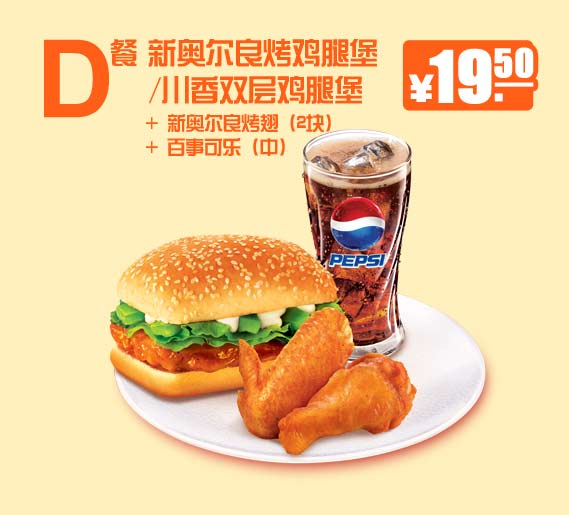 D餐 新奥尔良烤鸡腿堡
/川香双层鸡腿堡
+ 新奥尔良烤翅（2块）
+ 百事可乐（中）
¥19.50
PEPSI